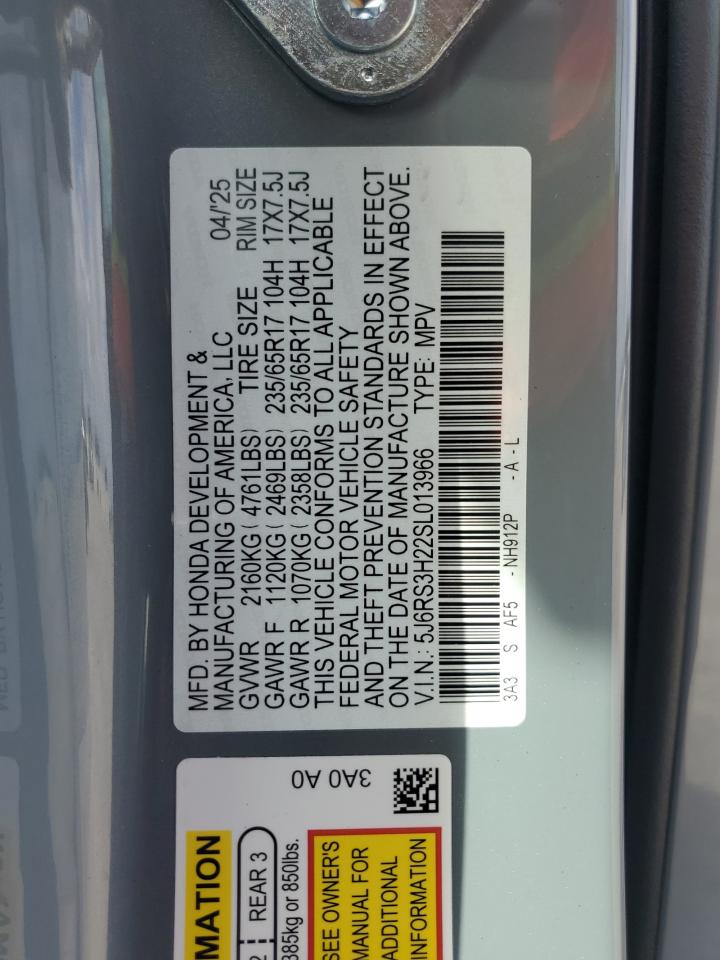 MFD. BY HONDA DEVELOPMENT &
MANUFACTURING OF AMERICA, LLC 04/'25
GVWR 2160KG( 4761LBS) TIRE SIZE RIM SIZE
GAWR F 1120KG( 2469LBS) 235/65R17 104H 17X7.5J
GAWR R 1070KG( 2358LBS) 235/65R17 104H 17X7.5J
THIS VEHICLE CONFORMS TO ALL APPLICABLE
FEDERAL MOTOR VEHICLE SAFETY
AND THEFT PREVENTION STANDARDS IN EFFECT
ON THE DATE OF MANUFACTURE SHOWN ABOVE.
V.I.N.: 5J6RS3H22SL013966 TYPE: MPV
3A3 S AF5 -NH912P -A-L
3A0 A0
MATION
2 REAR 3
385kg or 850lbs.
SEE OWNER'S
MANUAL FOR
ADDITIONAL
INFORMATION